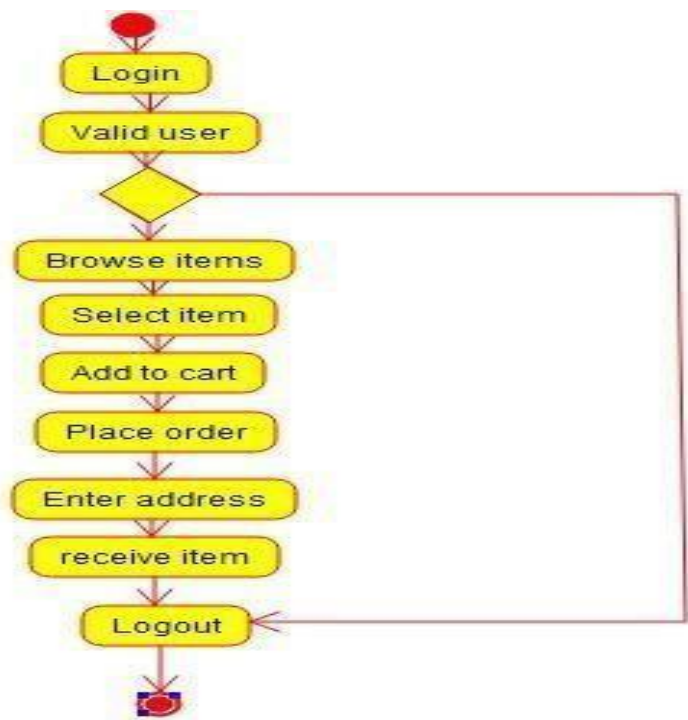 Login
Valid user
Browse items
Select item
Add to cart
Place order
Enter address
receive item
Logout